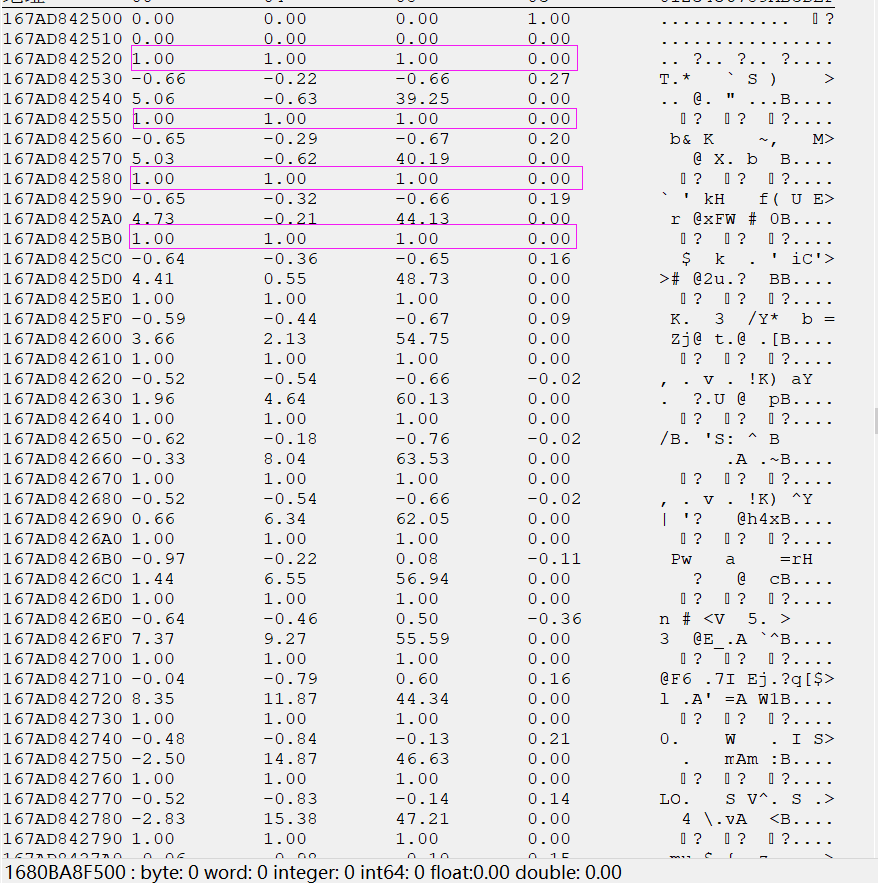 167AD842500 0.00 0.00 0.00 1.00 ............ ?
167AD842510 0.00 0.00 0.00 0.00 ................
167AD842520 1.00 1.00 1.00 0.00 .. ?.. ?.. ?....
167AD842530 -0.66 -0.22 -0.66 0.27 T.* ` S ) >
167AD842540 5.06 -0.63 39.25 0.00 .. @. " ...B....
167AD842550 1.00 1.00 1.00 0.00 ? ? ?....
167AD842560 -0.65 -0.29 -0.67 0.20 b& K ~, M>
167AD842570 5.03 -0.62 40.19 0.00 @ X. b B....
167AD842580 1.00 1.00 1.00 0.00 ? ? ?....
167AD842590 -0.65 -0.32 -0.66 0.19 ` ' kH f( U E>
167AD8425A0 4.73 -0.21 44.13 0.00 r @xFW # 0B....
167AD8425B0 1.00 1.00 1.00 0.00 ? ? ?....
167AD8425C0 -0.64 -0.36 -0.65 0.16 $ k . ' iC'>
167AD8425D0 4.41 0.55 48.73 0.00 ># @2u.? BB....
167AD8425E0 1.00 1.00 1.00 0.00 ? ? ?....
167AD8425F0 -0.59 -0.44 -0.67 0.09 K. 3 /Y* b =
167AD842600 3.66 2.13 54.75 0.00 Zj@ t.@ .[B....
167AD842610 1.00 1.00 1.00 0.00 ? ? ?....
167AD842620 -0.52 -0.54 -0.66 -0.02 , . v . !K) aY
167AD842630 1.96 4.64 60.13 0.00 . ?.U @ pB....
167AD842640 1.00 1.00 1.00 0.00 ? ? ?....
167AD842650 -0.62 -0.18 -0.76 -0.02 /B. 'S: ^ B
167AD842660 -0.33 8.04 63.53 0.00 .A .~B....
167AD842670 1.00 1.00 1.00 0.00 ? ? ?....
167AD842680 -0.52 -0.54 -0.66 -0.02 , . v . !K) ^Y
167AD842690 0.66 6.34 62.05 0.00 | '? @h4xB....
167AD8426A0 1.00 1.00 1.00 0.00 ? ? ?....
167AD8426B0 -0.97 -0.22 0.08 -0.11 Pw a =rH
167AD8426C0 1.44 6.55 56.94 0.00 ? @ cB....
167AD8426D0 1.00 1.00 1.00 0.00 ? ? ?....
167AD8426E0 -0.64 -0.46 0.50 -0.36 n # <V 5. >
167AD8426F0 7.37 9.27 55.59 0.00 3 @E_.A `^B....
167AD842700 1.00 1.00 1.00 0.00 ? ? ?....
167AD842710 -0.04 -0.79 0.60 0.16 @F6 .7I Ej.?q[$>
167AD842720 8.35 11.87 44.34 0.00 l .A' =A W1B....
167AD842730 1.00 1.00 1.00 0.00 ? ? ?....
167AD842740 -0.48 -0.84 -0.13 0.21 0. W . I S>
167AD842750 -2.50 14.87 46.63 0.00 . mAm :B....
167AD842760 1.00 1.00 1.00 0.00 ? ? ?....
167AD842770 -0.52 -0.83 -0.14 0.14 LO. S V^. S .>
167AD842780 -2.83 15.38 47.21 0.00 4 \.vA <B....
167AD842790 1.00 1.00 1.00 0.00 ? ? ?....
1680BA8F500 : byte: 0 word: 0 integer: 0 int64: 0 float:0.00 double: 0.00